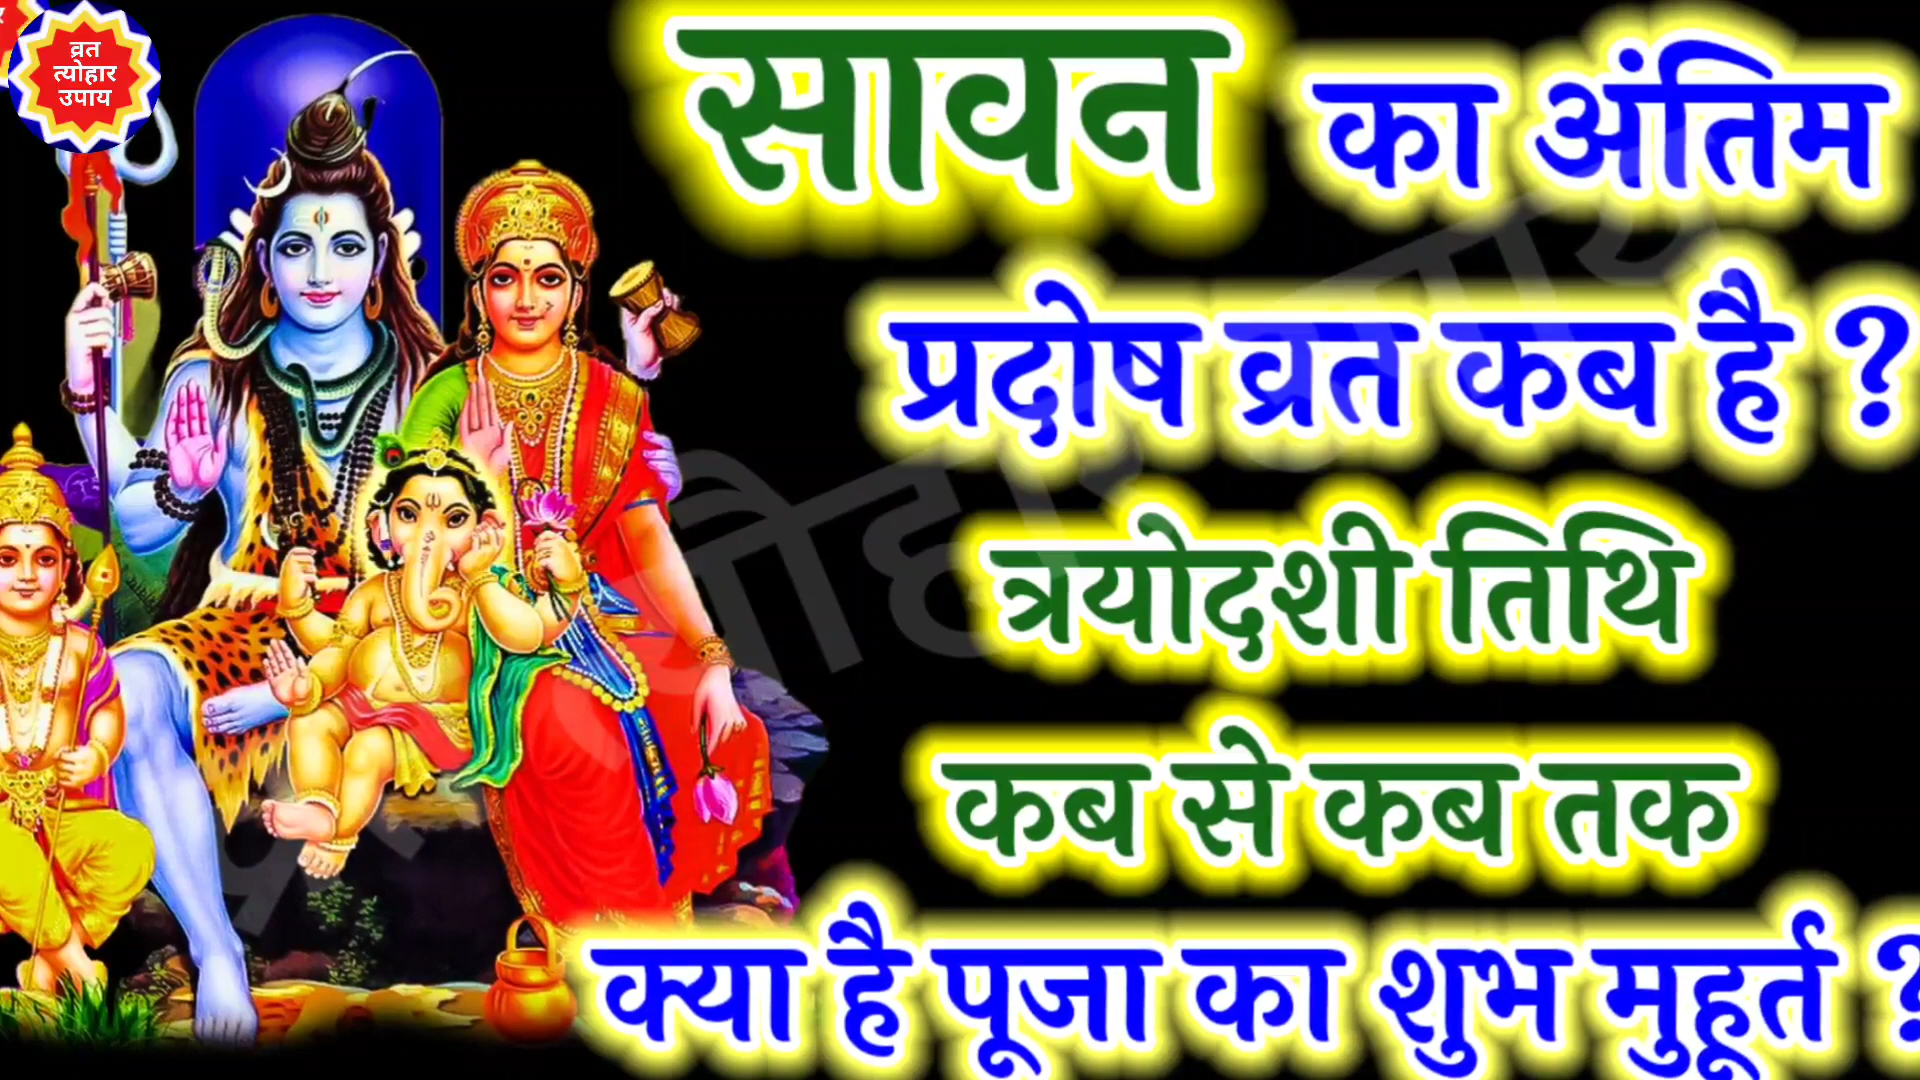 व्रत
त्योहार
उपाय
सावन का अंतिम
प्रदोष व्रत कब है ?
त्रयोदशी तिथि
कब से कब तक
क्या है पूजा का शुभ मुहूर्त ?